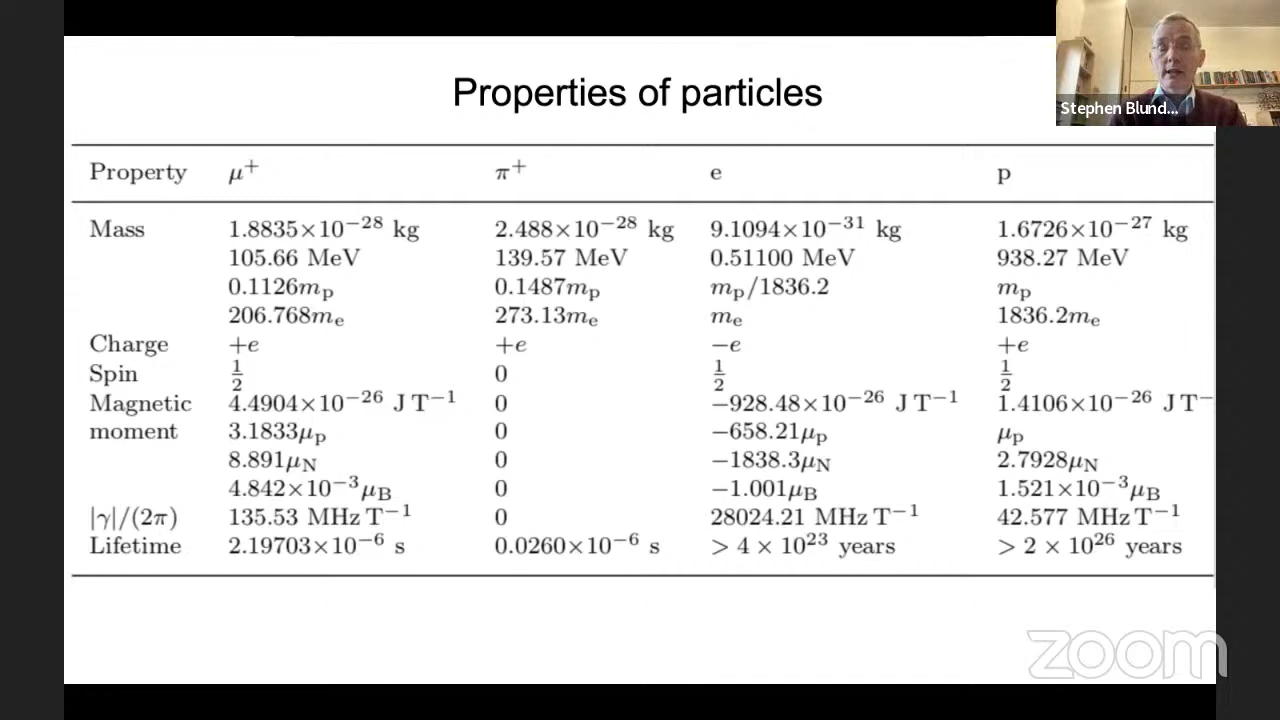 Properties of particles
Stephen Blund...
Property μ⁺ π⁺ e p
Mass 1.8835×10⁻²⁸ kg 2.488×10⁻²⁸ kg 9.1094×10⁻³¹ kg 1.6726×10⁻²⁷ kg
105.66 MeV 139.57 MeV 0.51100 MeV 938.27 MeV
0.1126mₚ 0.1487mₚ mₚ/1836.2 mₚ
206.768mₑ 273.13mₑ mₑ 1836.2mₑ
Charge +e +e −e +e
Spin ½ 0 ½ ½
Magnetic 4.4904×10⁻²⁶ J T⁻¹ 0 −928.48×10⁻²⁶ J T⁻¹ 1.4106×10⁻²⁶ J T⁻
moment 3.1833μₚ 0 −658.21μₚ μₚ
8.891μN 0 −1838.3μN 2.7928μN
4.842×10⁻³μB 0 −1.001μB 1.521×10⁻³μB
|γ|/(2π) 135.53 MHz T⁻¹ 0 28024.21 MHz T⁻¹ 42.577 MHz T⁻¹
Lifetime 2.19703×10⁻⁶ s 0.0260×10⁻⁶ s > 4 × 10²³ years > 2 × 10²⁶ years
zoom